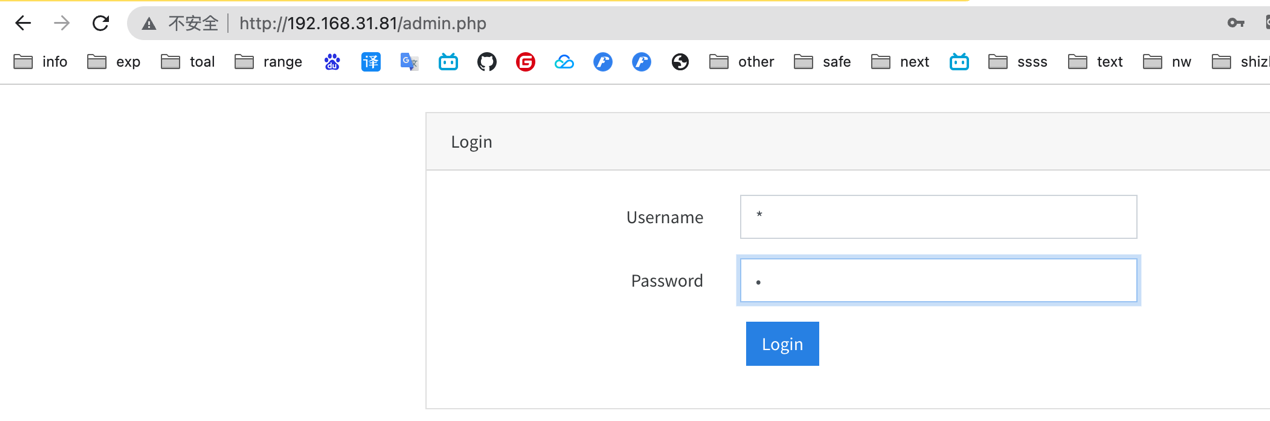 不安全 http://192.168.31.81/admin.php
info exp toal range 译 other safe next ssss text nw
Login
Username *
Password •
Login